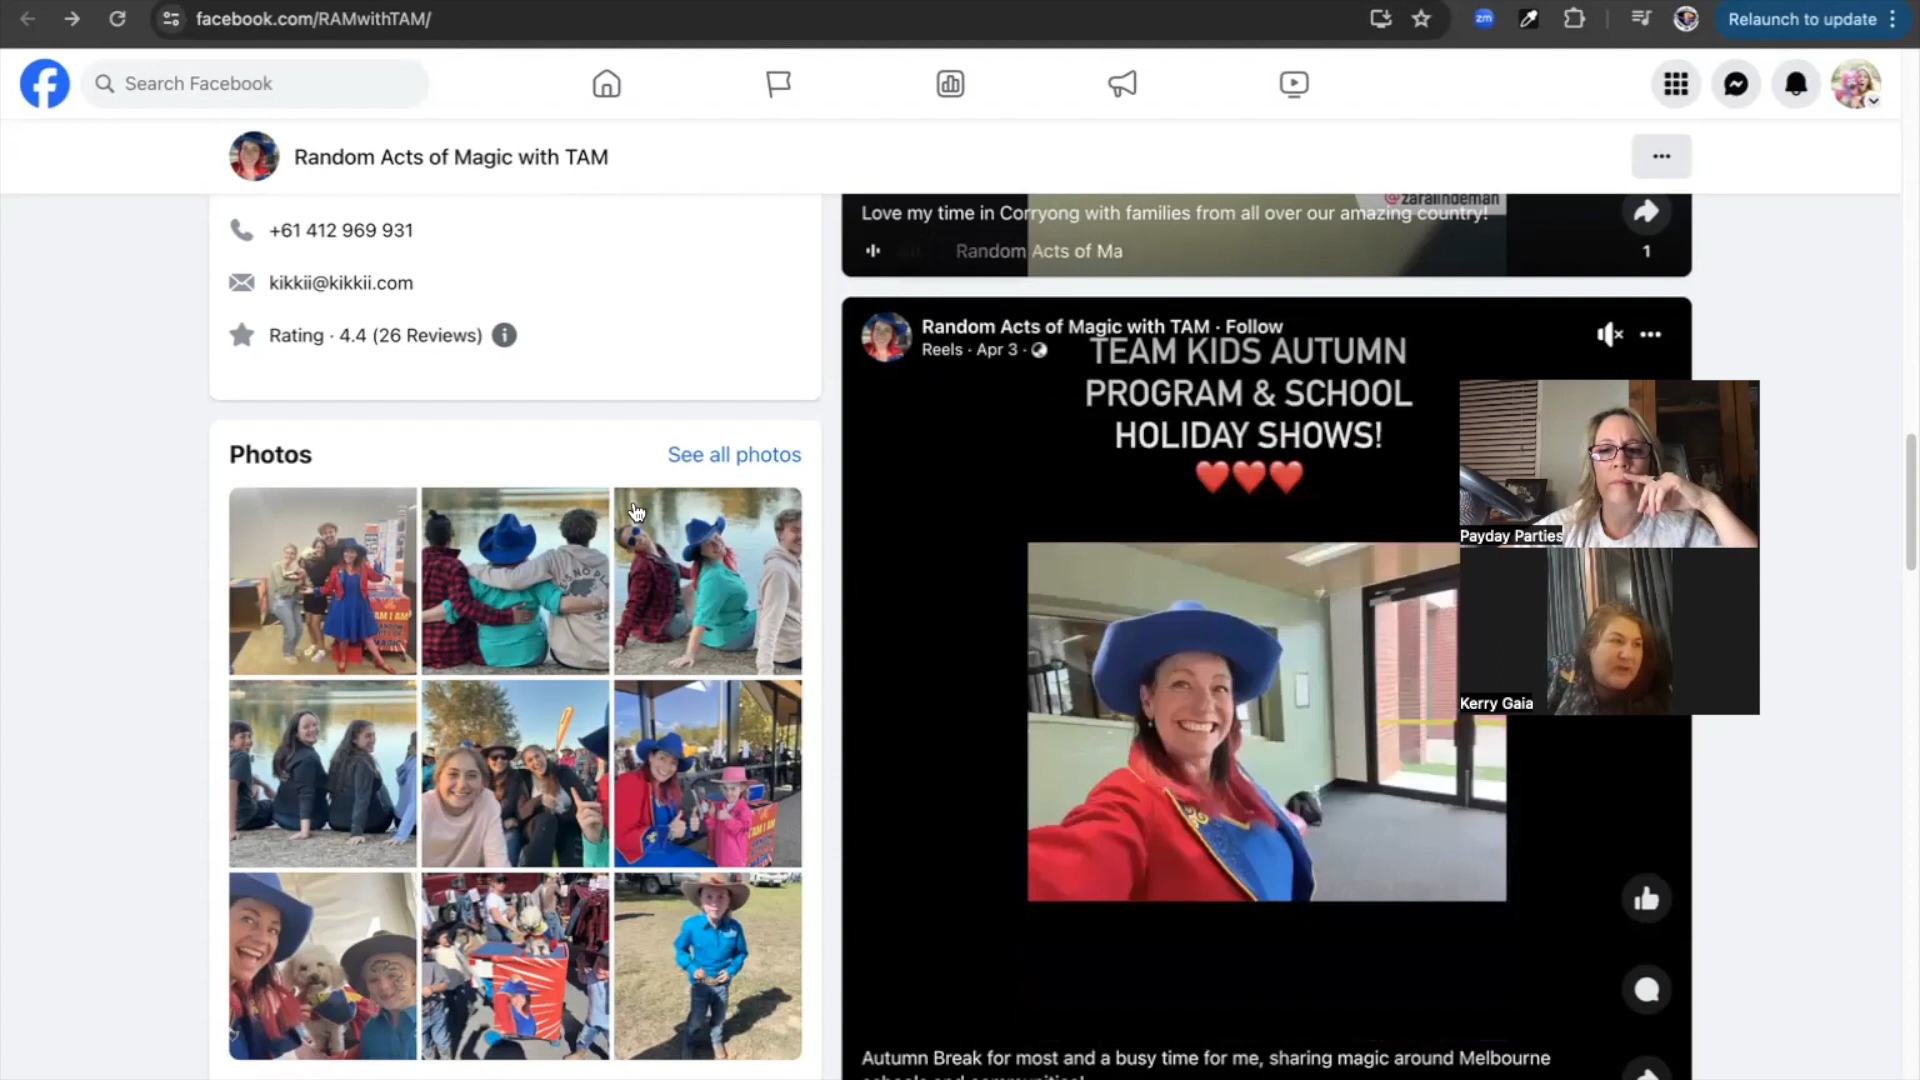 facebook.com/RAMwithTAM/
zm
Relaunch to update
Search Facebook
Random Acts of Magic with TAM
+61 412 969 931
kikkii@kikkii.com
Rating · 4.4 (26 Reviews)
Photos
See all photos
@zaralindeman
Love my time in Corryong with families from all over our amazing country!
Random Acts of Ma
1
Random Acts of Magic with TAM · Follow
Reels · Apr 3 ·
TEAM KIDS AUTUMN
PROGRAM & SCHOOL
HOLIDAY SHOWS!
Payday Parties
Kerry Gaia
Autumn Break for most and a busy time for me, sharing magic around Melbourne